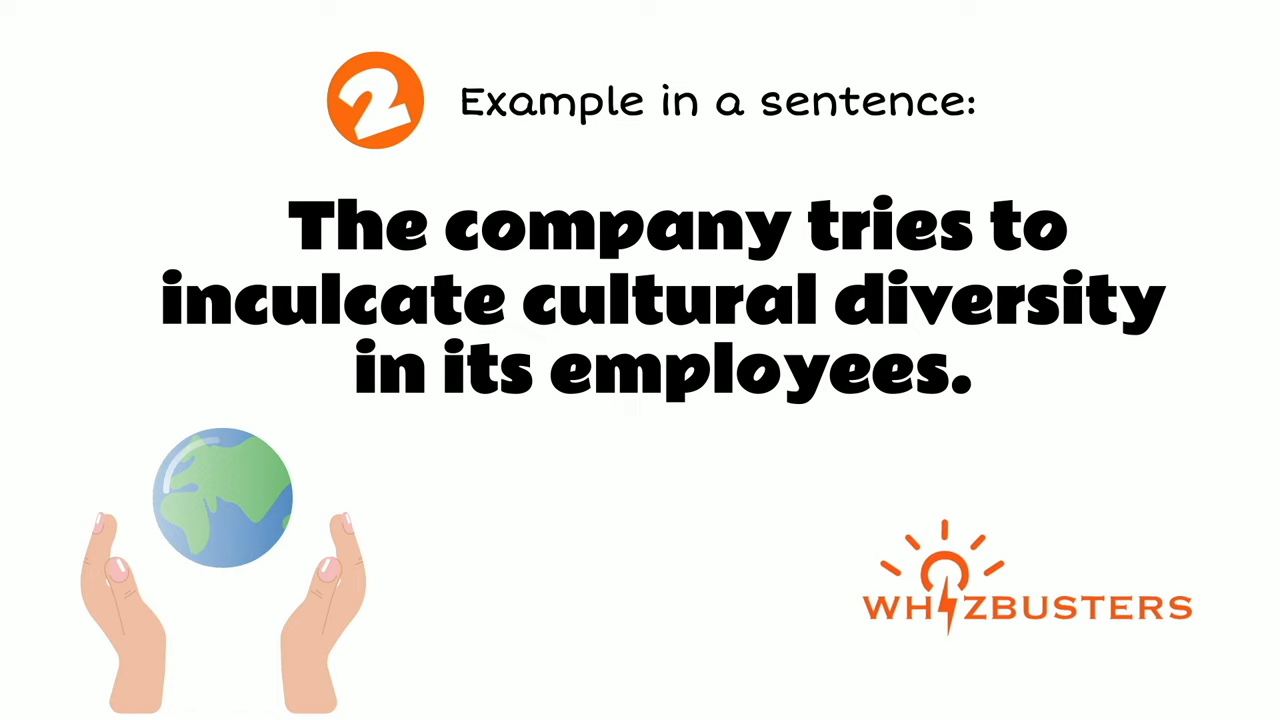 2 Example in a sentence:
The company tries to
inculcate cultural diversity
in its employees.
WHIZBUSTERS